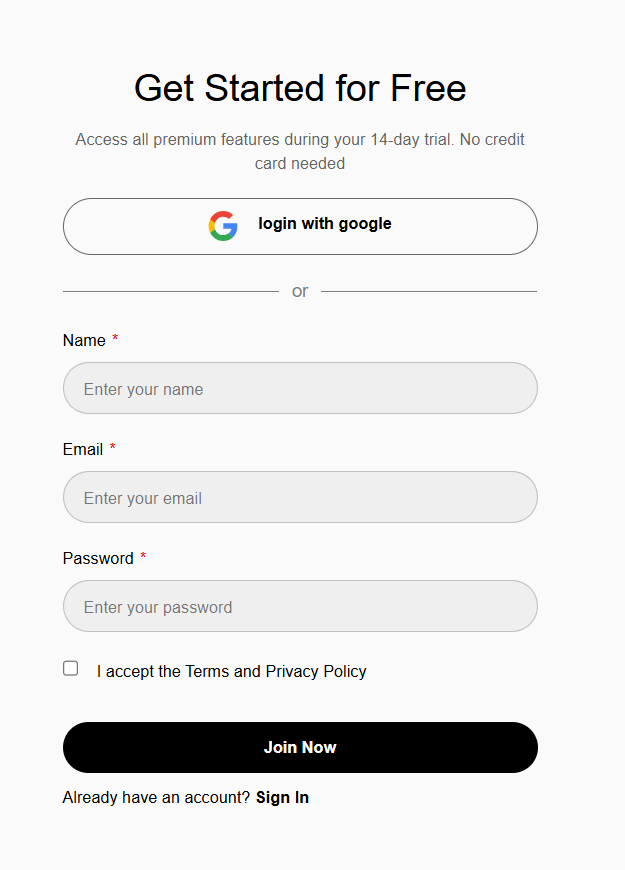 Get Started for Free
Access all premium features during your 14-day trial. No credit
card needed
login with google
or
Name *
Enter your name
Email *
Enter your email
Password *
Enter your password
I accept the Terms and Privacy Policy
Join Now
Already have an account? Sign In